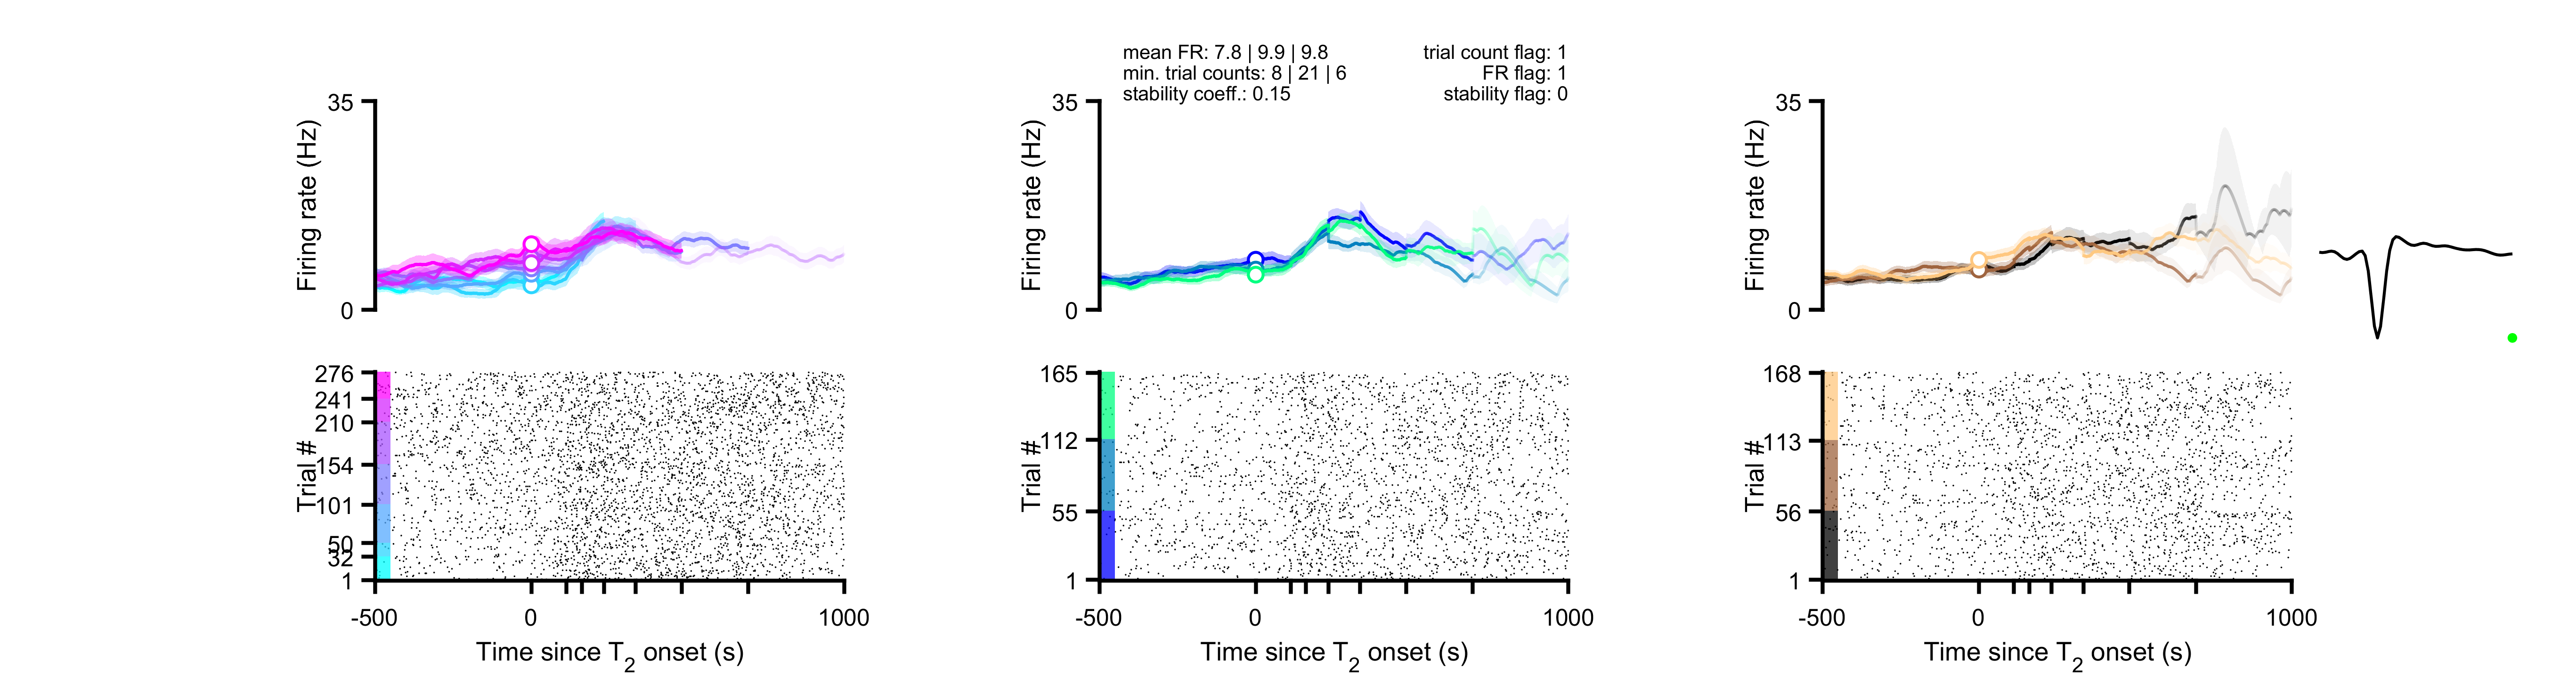 mean FR: 7.8 | 9.9 | 9.8
min. trial counts: 8 | 21 | 6
stability coeff.: 0.15
trial count flag: 1
FR flag: 1
stability flag: 0
Firing rate (Hz)
35
0
Trial #
276
241
210
154
101
50
32
1
-500
0
1000
Time since T2 onset (s)
Firing rate (Hz)
35
0
Trial #
165
112
55
1
-500
0
1000
Time since T2 onset (s)
Firing rate (Hz)
35
0
Trial #
168
113
56
1
-500
0
1000
Time since T2 onset (s)